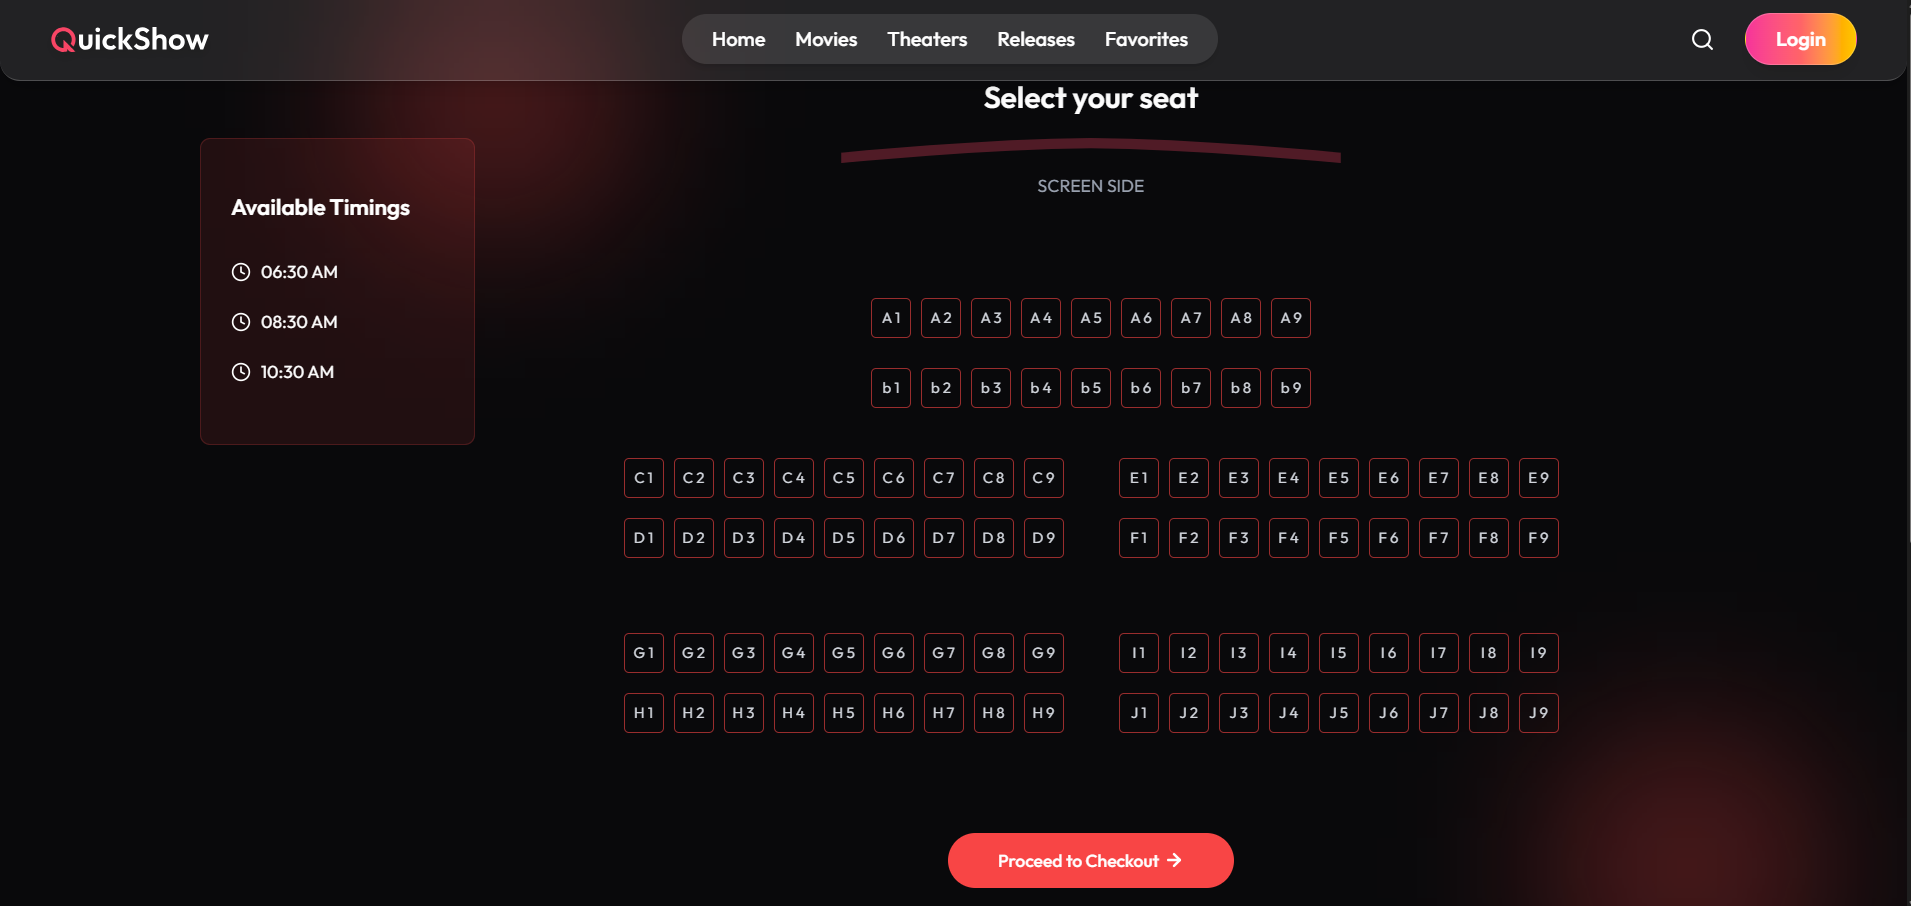 QuickShow
Home Movies Theaters Releases Favorites
Login
Select your seat
SCREEN SIDE
Available Timings
06:30 AM
08:30 AM
10:30 AM
A1 A2 A3 A4 A5 A6 A7 A8 A9
b1 b2 b3 b4 b5 b6 b7 b8 b9
C1 C2 C3 C4 C5 C6 C7 C8 C9 E1 E2 E3 E4 E5 E6 E7 E8 E9
D1 D2 D3 D4 D5 D6 D7 D8 D9 F1 F2 F3 F4 F5 F6 F7 F8 F9
G1 G2 G3 G4 G5 G6 G7 G8 G9 I1 I2 I3 I4 I5 I6 I7 I8 I9
H1 H2 H3 H4 H5 H6 H7 H8 H9 J1 J2 J3 J4 J5 J6 J7 J8 J9
Proceed to Checkout →